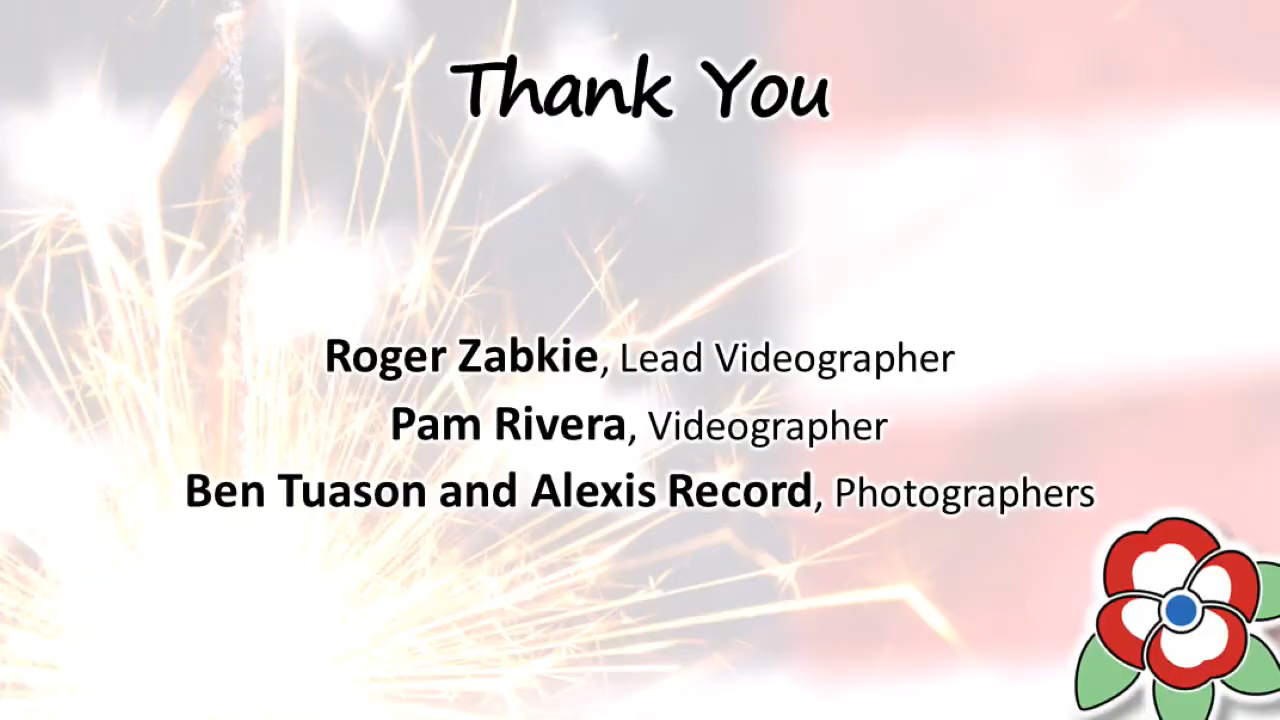 Thank You
Roger Zabkie, Lead Videographer
Pam Rivera, Videographer
Ben Tuason and Alexis Record, Photographers